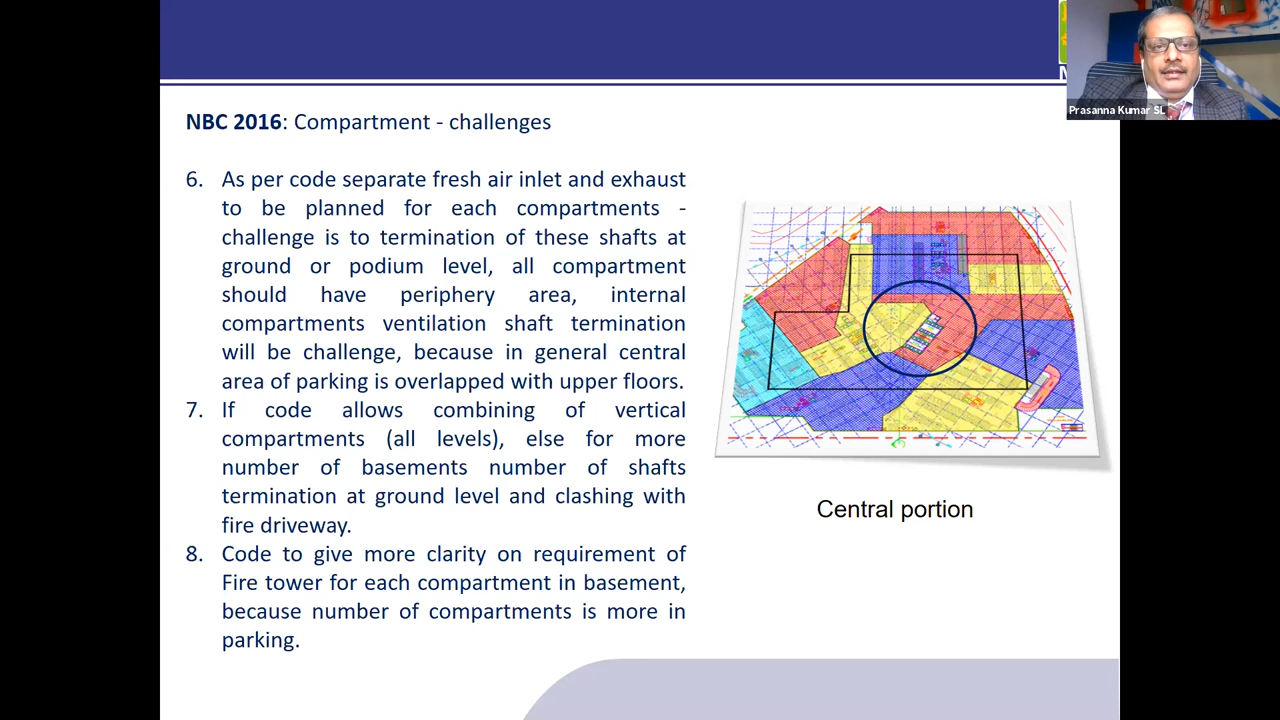 Prasanna Kumar SL
NBC 2016: Compartment - challenges
6. As per code separate fresh air inlet and exhaust
to be planned for each compartments -
challenge is to termination of these shafts at
ground or podium level, all compartment
should have periphery area, internal
compartments ventilation shaft termination
will be challenge, because in general central
area of parking is overlapped with upper floors.
7. If code allows combining of vertical
compartments (all levels), else for more
number of basements number of shafts
termination at ground level and clashing with
fire driveway.
8. Code to give more clarity on requirement of
Fire tower for each compartment in basement,
because number of compartments is more in
parking.
Central portion